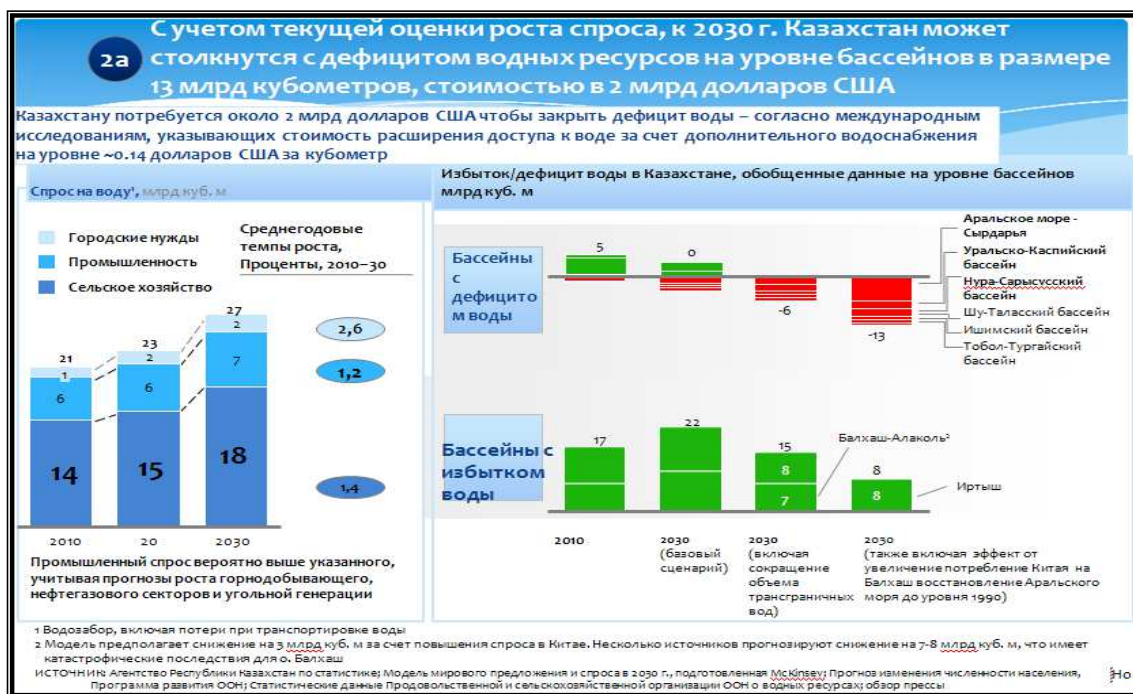 2а
С учетом текущей оценки роста спроса, к 2030 г. Казахстан может
столкнутся с дефицитом водных ресурсов на уровне бассейнов в размере
13 млрд кубометров, стоимостью в 2 млрд долларов США
Казахстану потребуется около 2 млрд долларов США чтобы закрыть дефицит воды – согласно международным
исследованиям, указывающих стоимость расширения доступа к воде за счет дополнительного водоснабжения
на уровне ~0.14 долларов США за кубометр
Спрос на воду¹, млрд куб. м
Городские нужды
Промышленность
Сельское хозяйство
Среднегодовые
темпы роста,
Проценты, 2010–30
21
1
6
14
23
2
6
15
27
2
7
18
2,6
1,2
1,4
2010
20
2030
Промышленный спрос вероятно выше указанного,
учитывая прогнозы роста горнодобывающего,
нефтегазового секторов и угольной генерации
Избыток/дефицит воды в Казахстане, обобщенные данные на уровне бассейнов
млрд куб. м
Бассейны
с
дефицито
м воды
5
0
-6
-13
Аральское море -
Сырдарья
Уральско-Каспийский
бассейн
Нура-Сарысусский
бассейн
Шу-Таласский бассейн
Ишимский бассейн
Тобол-Тургайский
бассейн
Бассейны с
избытком
воды
17
22
15
8
7
8
8
Балхаш-Алаколь²
Иртыш
2010
2030
(базовый
сценарий)
2030
(включая
сокращение
объема
трансграничных
вод)
2030
(также включая эффект от
увеличение потребление Китая на
Балхаш восстановление Аральского
моря до уровня 1990)
1 Водозабор, включая потери при транспортировке воды
2 Модель предполагает снижение на 3 млрд куб. м за счет повышения спроса в Китае. Несколько источников прогнозируют снижение на 7-8 млрд куб. м, что имеет
катастрофические последствия для о. Балхаш
ИСТОЧНИК: Агентство Республики Казахстан по статистике; Модель мирового предложения и спроса в 2030 г., подготовленная McKinsey; Прогноз изменения численности населения,
Программа развития ООН; Статистические данные Продовольственной и сельскохозяйственной организации ООН о водных ресурсах; обзор прессы
Но